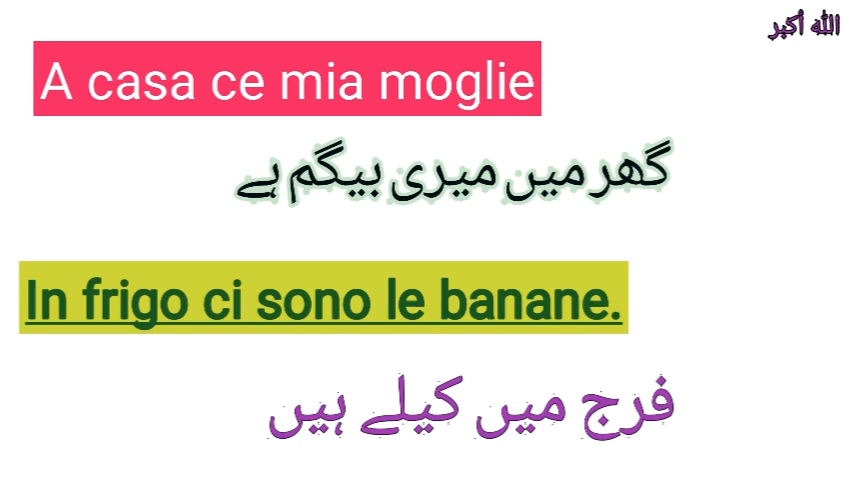 الله أكبر
A casa ce mia moglie
گھر میں میری بیگم ہے
In frigo ci sono le banane.
فرج میں کیلے ہیں